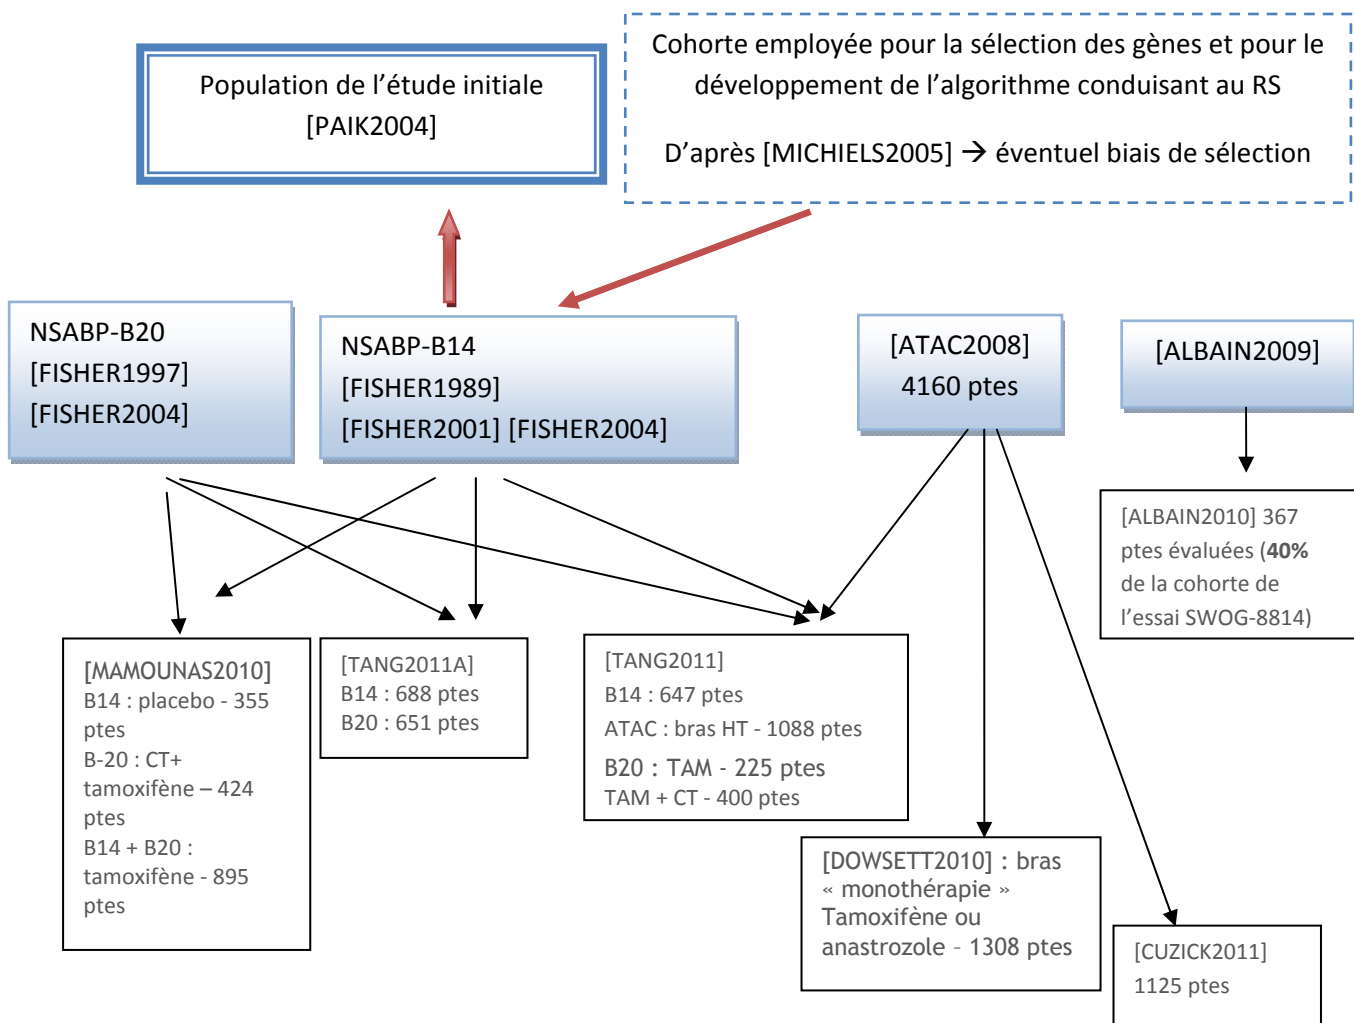 Population de l’étude initiale
[PAIK2004]
Cohorte employée pour la sélection des gènes et pour le
développement de l’algorithme conduisant au RS
D’après [MICHIELS2005] → éventuel biais de sélection
NSABP-B20
[FISHER1997]
[FISHER2004]
NSABP-B14
[FISHER1989]
[FISHER2001] [FISHER2004]
[ATAC2008]
4160 ptes
[ALBAIN2009]
[ALBAIN2010] 367
ptes évaluées (40%
de la cohorte de
l’essai SWOG-8814)
[MAMOUNAS2010]
B14 : placebo - 355
ptes
B-20 : CT+
tamoxifène – 424
ptes
B14 + B20 :
tamoxifène - 895
ptes
[TANG2011A]
B14 : 688 ptes
B20 : 651 ptes
[TANG2011]
B14 : 647 ptes
ATAC : bras HT - 1088 ptes
B20 : TAM - 225 ptes
TAM + CT - 400 ptes
[DOWSETT2010] : bras
« monothérapie »
Tamoxifène ou
anastrozole – 1308 ptes
[CUZICK2011]
1125 ptes